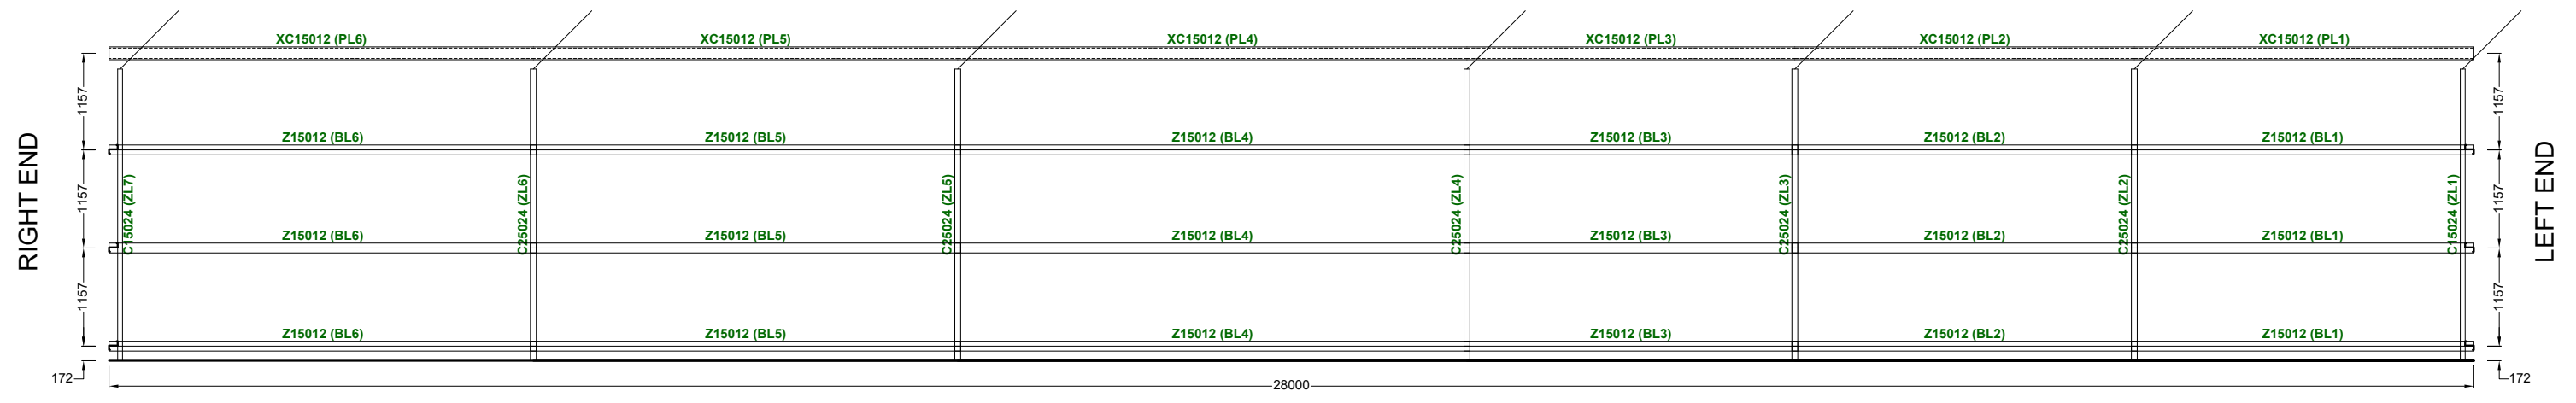 XC15012 (PL6) XC15012 (PL5) XC15012 (PL4) XC15012 (PL3) XC15012 (PL2) XC15012 (PL1)
1157 1157
Z15012 (BL6) Z15012 (BL5) Z15012 (BL4) Z15012 (BL3) Z15012 (BL2) Z15012 (BL1)
RIGHT END
1157
C15024 (ZL7)
C25024 (ZL6)
C25024 (ZL5)
C25024 (ZL4)
C25024 (ZL3)
C25024 (ZL2)
C15024 (ZL1)
1157
LEFT END
Z15012 (BL6) Z15012 (BL5) Z15012 (BL4) Z15012 (BL3) Z15012 (BL2) Z15012 (BL1)
1157 1157
Z15012 (BL6) Z15012 (BL5) Z15012 (BL4) Z15012 (BL3) Z15012 (BL2) Z15012 (BL1)
172 172
28000